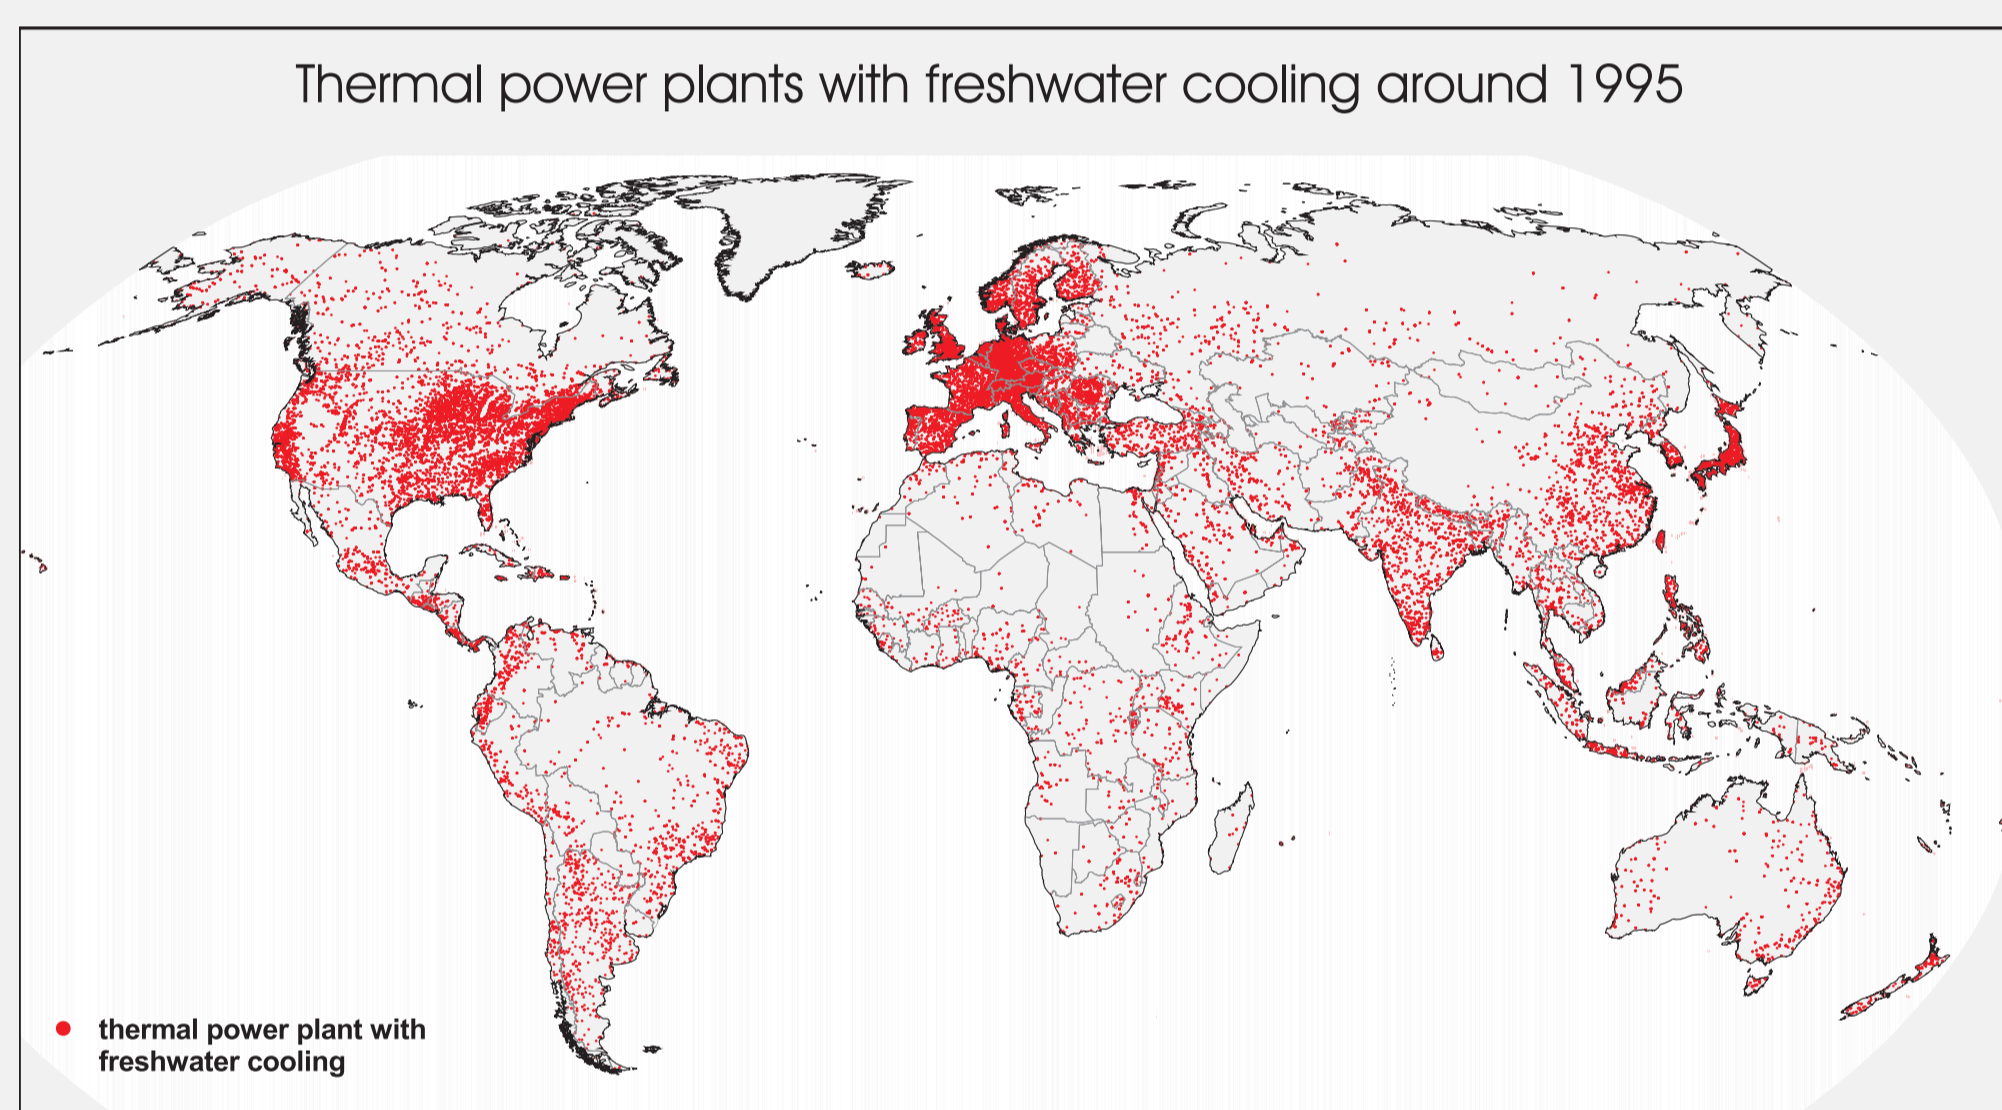 Thermal power plants with freshwater cooling around 1995
thermal power plant with
freshwater cooling